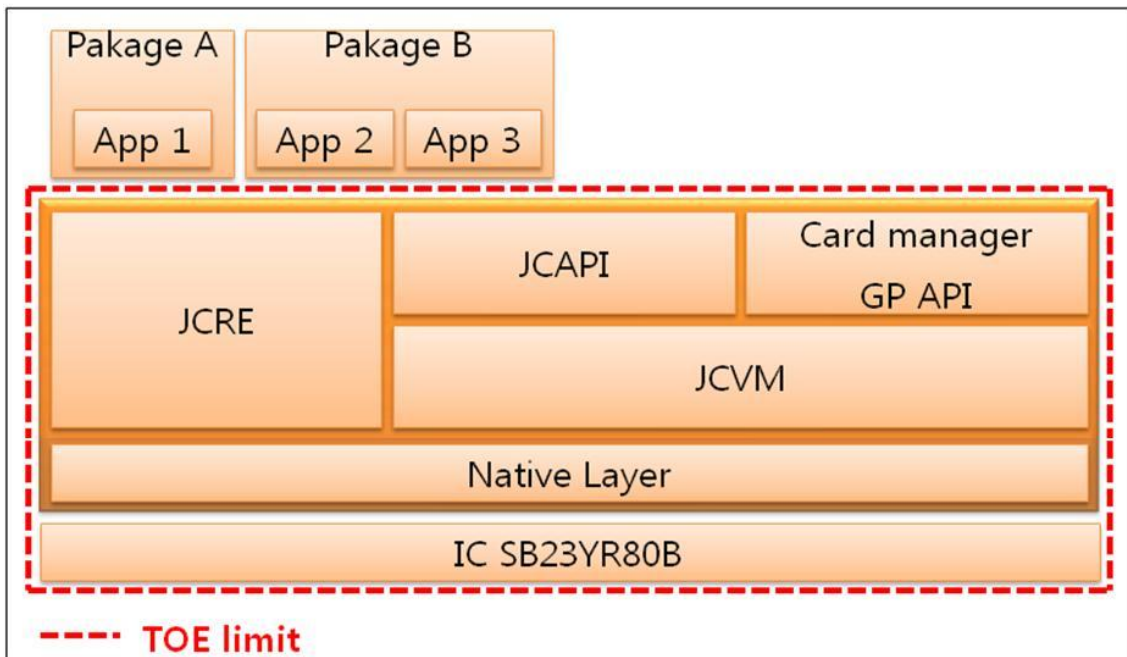 Pakage A
Pakage B
App 1
App 2
App 3
JCRE
JCAPI
Card manager
GP API
JCVM
Native Layer
IC SB23YR80B
TOE limit